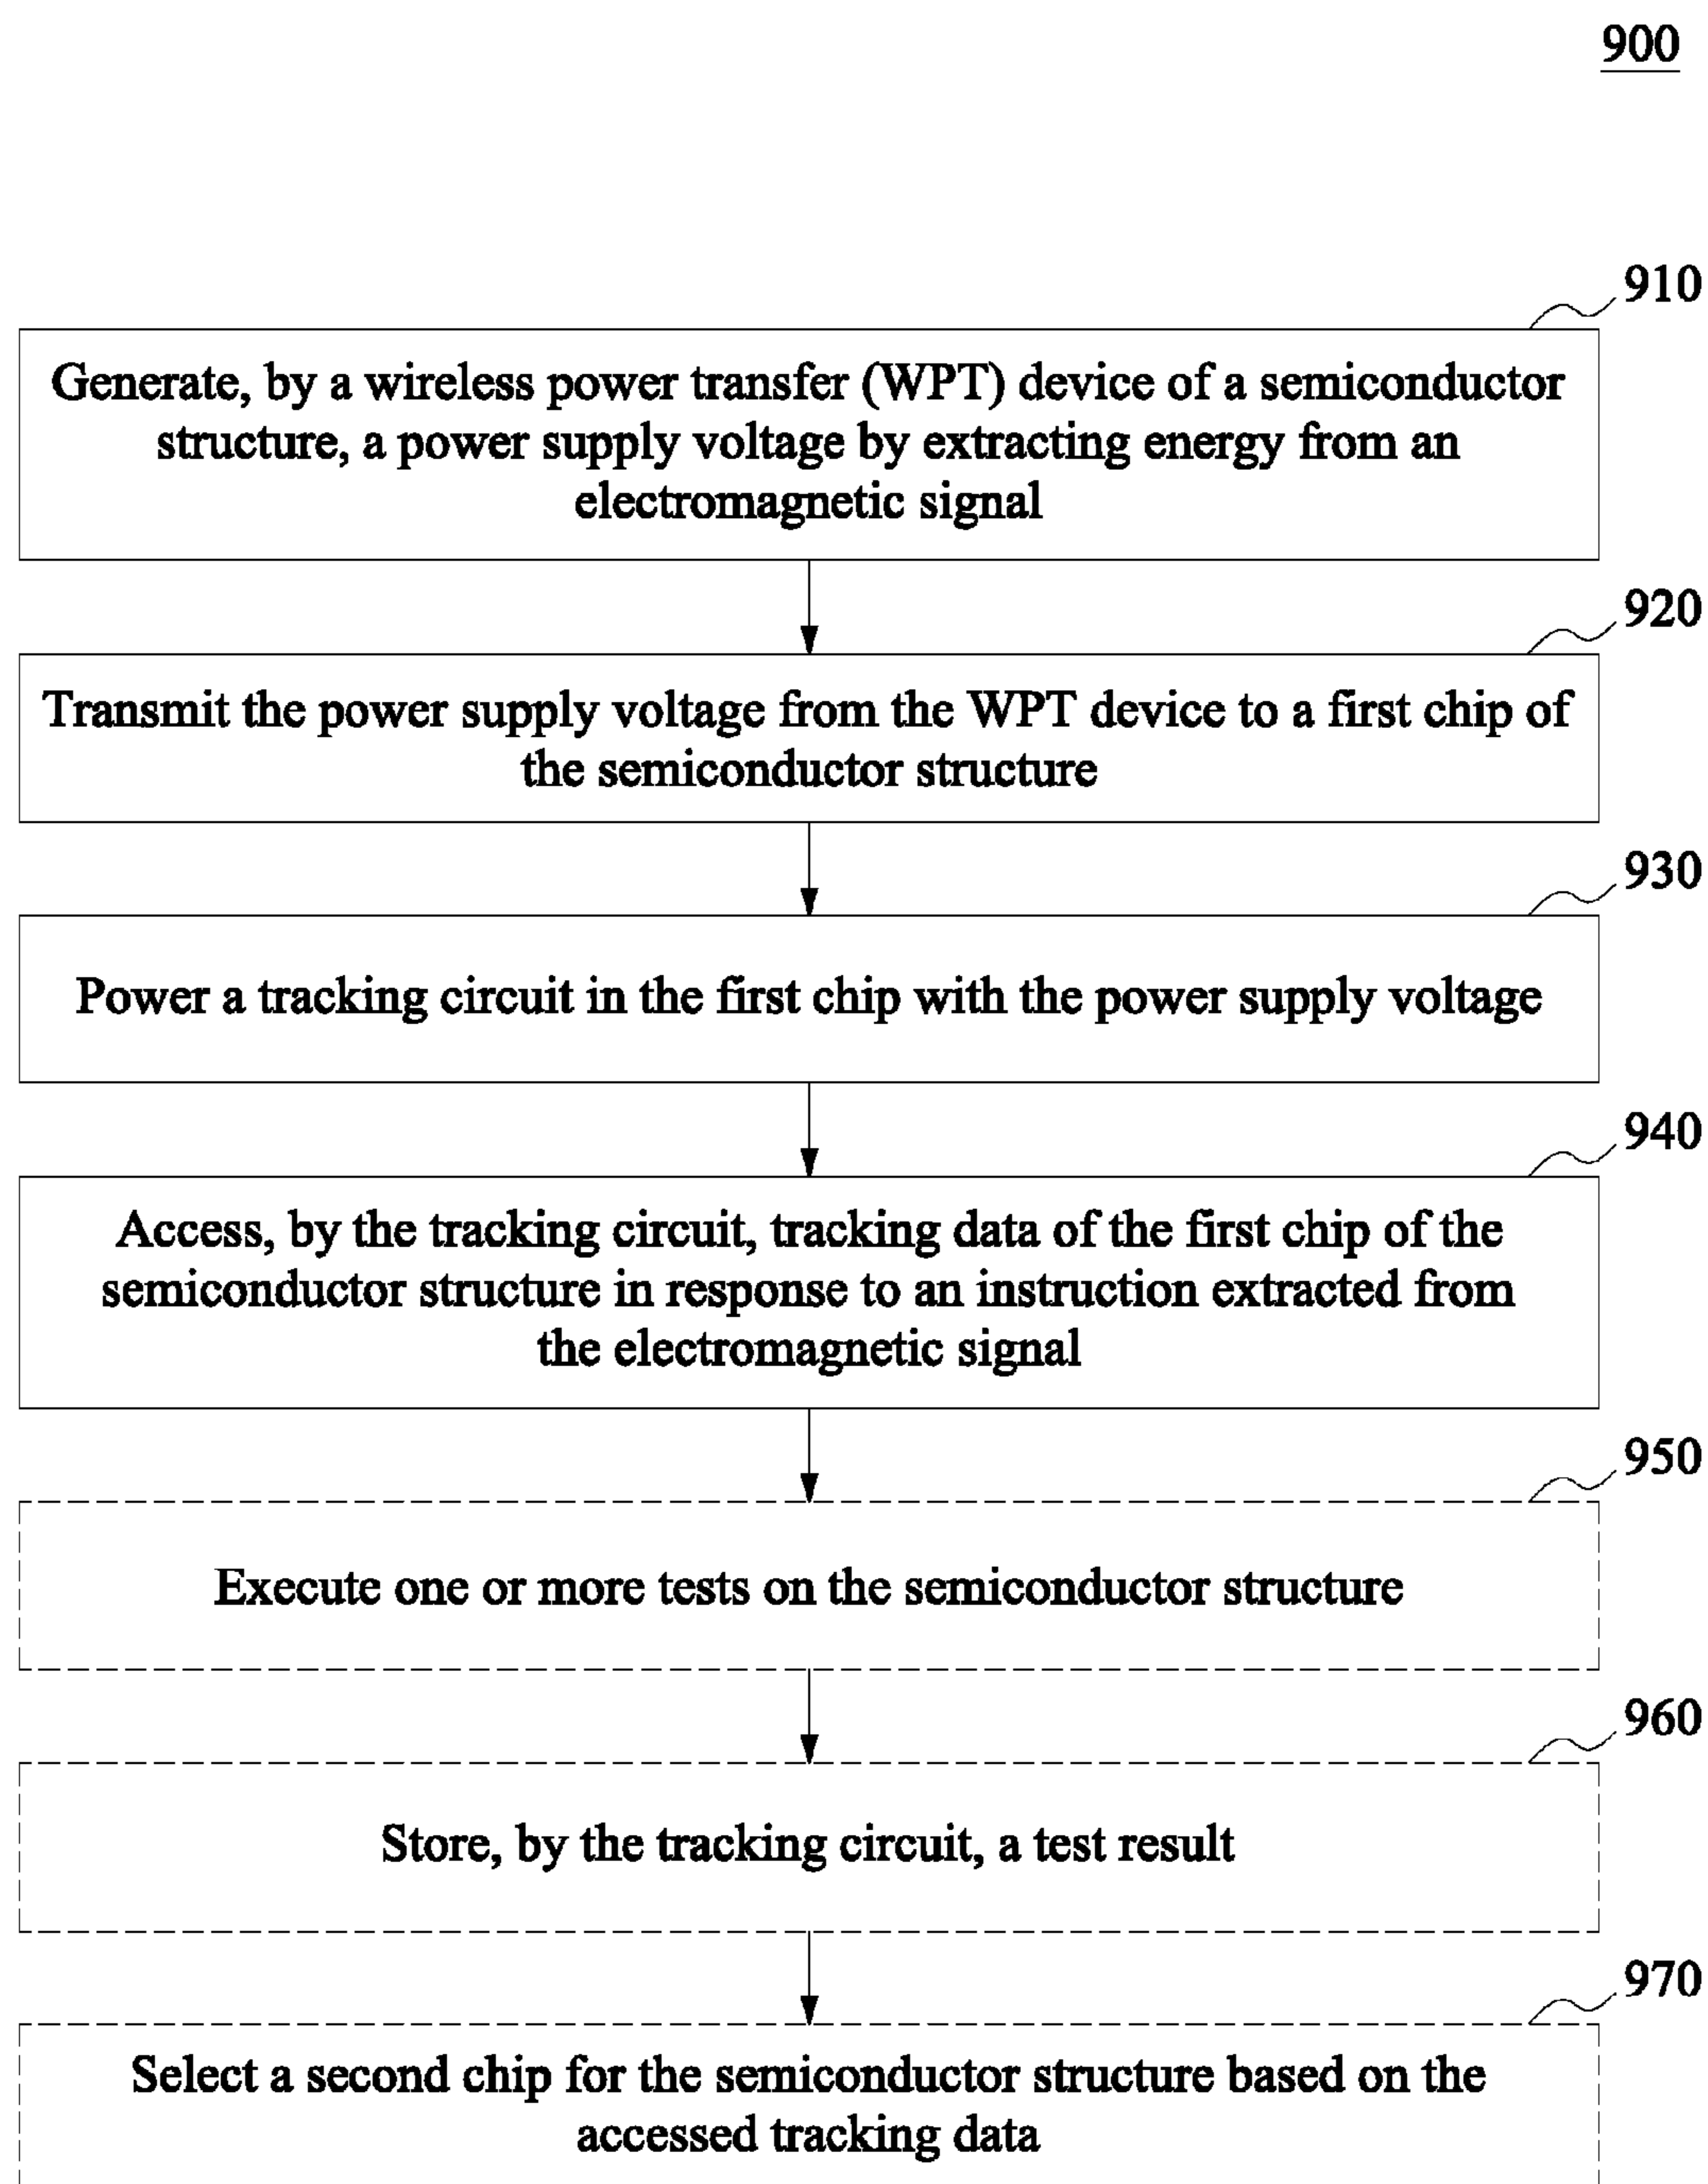 900
910
Generate, by a wireless power transfer (WPT) device of a semiconductor
structure, a power supply voltage by extracting energy from an
electromagnetic signal
920
Transmit the power supply voltage from the WPT device to a first chip of
the semiconductor structure
930
Power a tracking circuit in the first chip with the power supply voltage
940
Access, by the tracking circuit, tracking data of the first chip of the
semiconductor structure in response to an instruction extracted from
the electromagnetic signal
950
Execute one or more tests on the semiconductor structure
960
Store, by the tracking circuit, a test result
970
Select a second chip for the semiconductor structure based on the
accessed tracking data